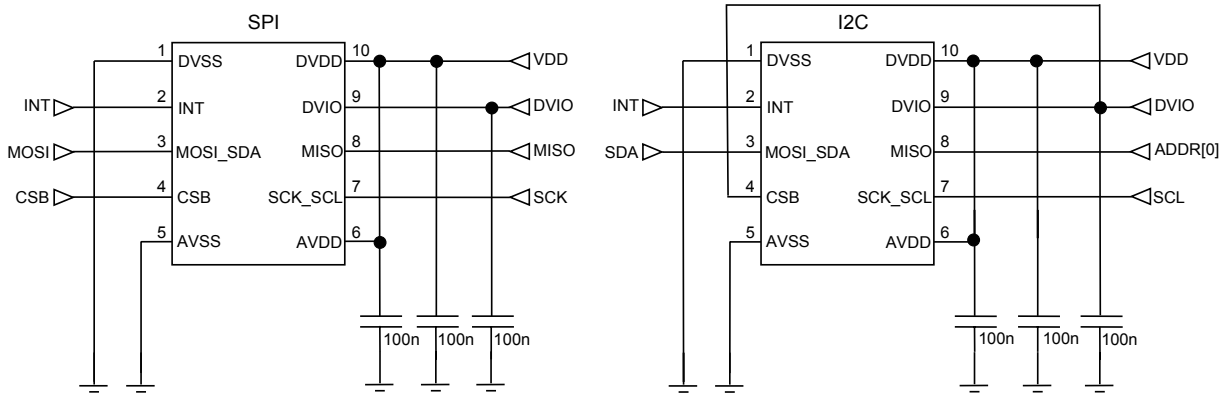 SPI
1 DVSS DVDD 10 VDD
INT 2 INT DVIO 9 DVIO
MOSI 3 MOSI_SDA MISO 8 MISO
CSB 4 CSB SCK_SCL 7 SCK
5 AVSS AVDD 6
100n 100n 100n
I2C
1 DVSS DVDD 10 VDD
INT 2 INT DVIO 9 DVIO
SDA 3 MOSI_SDA MISO 8 ADDR[0]
4 CSB SCK_SCL 7 SCL
5 AVSS AVDD 6
100n 100n 100n